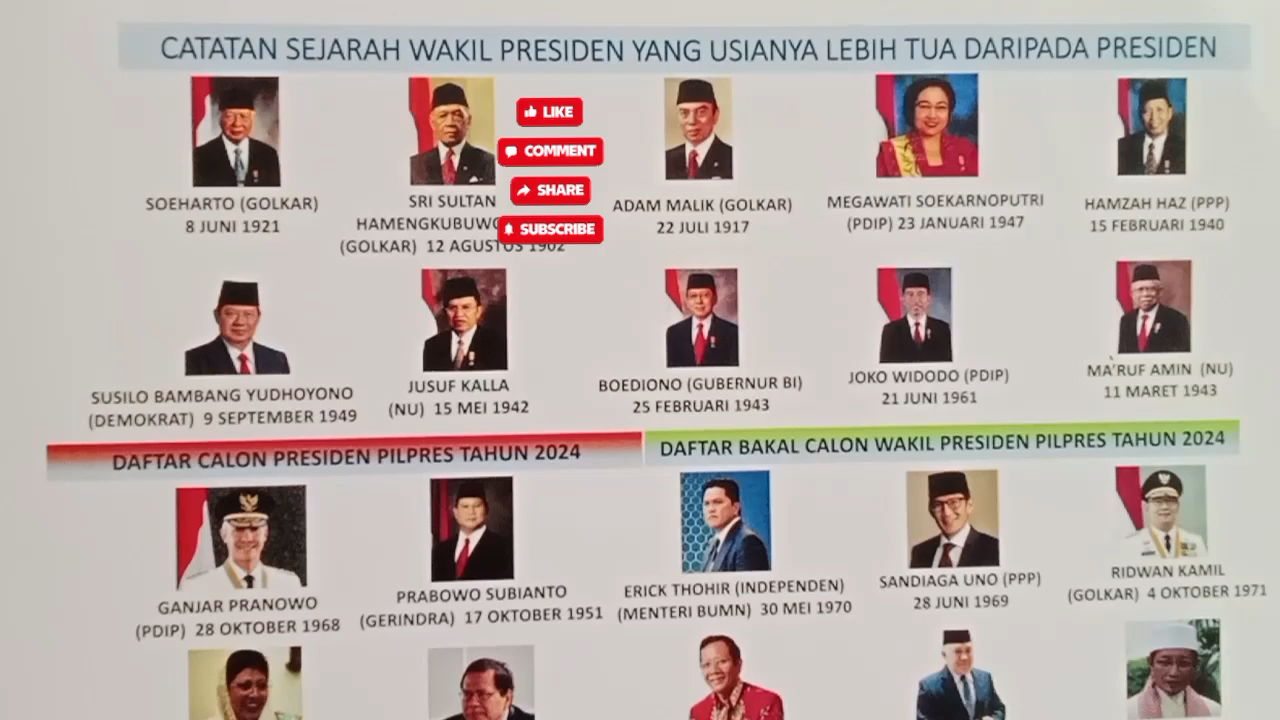 CATATAN SEJARAH WAKIL PRESIDEN YANG USIANYA LEBIH TUA DARIPADA PRESIDEN
LIKE
COMMENT
SHARE
SUBSCRIBE
SOEHARTO (GOLKAR)
8 JUNI 1921
SRI SULTAN
(GOLKAR) 12 AGUSTUS 1902
ADAM MALIK (GOLKAR)
22 JULI 1917
MEGAWATI SOEKARNOPUTRI
(PDIP) 23 JANUARI 1947
HAMZAH HAZ (PPP)
15 FEBRUARI 1940
SUSILO BAMBANG YUDHOYONO
(DEMOKRAT) 9 SEPTEMBER 1949
JUSUF KALLA
(NU) 15 MEI 1942
BOEDIONO (GUBERNUR BI)
25 FEBRUARI 1943
JOKO WIDODO (PDIP)
21 JUNI 1961
MA'RUF AMIN (NU)
11 MARET 1943
DAFTAR CALON PRESIDEN PILPRES TAHUN 2024
DAFTAR BAKAL CALON WAKIL PRESIDEN PILPRES TAHUN 2024
GANJAR PRANOWO
(PDIP) 28 OKTOBER 1968
PRABOWO SUBIANTO
(GERINDRA) 17 OKTOBER 1951
ERICK THOHIR (INDEPENDEN)
(MENTERI BUMN) 30 MEI 1970
SANDIAGA UNO (PPP)
28 JUNI 1969
RIDWAN KAMIL
(GOLKAR) 4 OKTOBER 1971